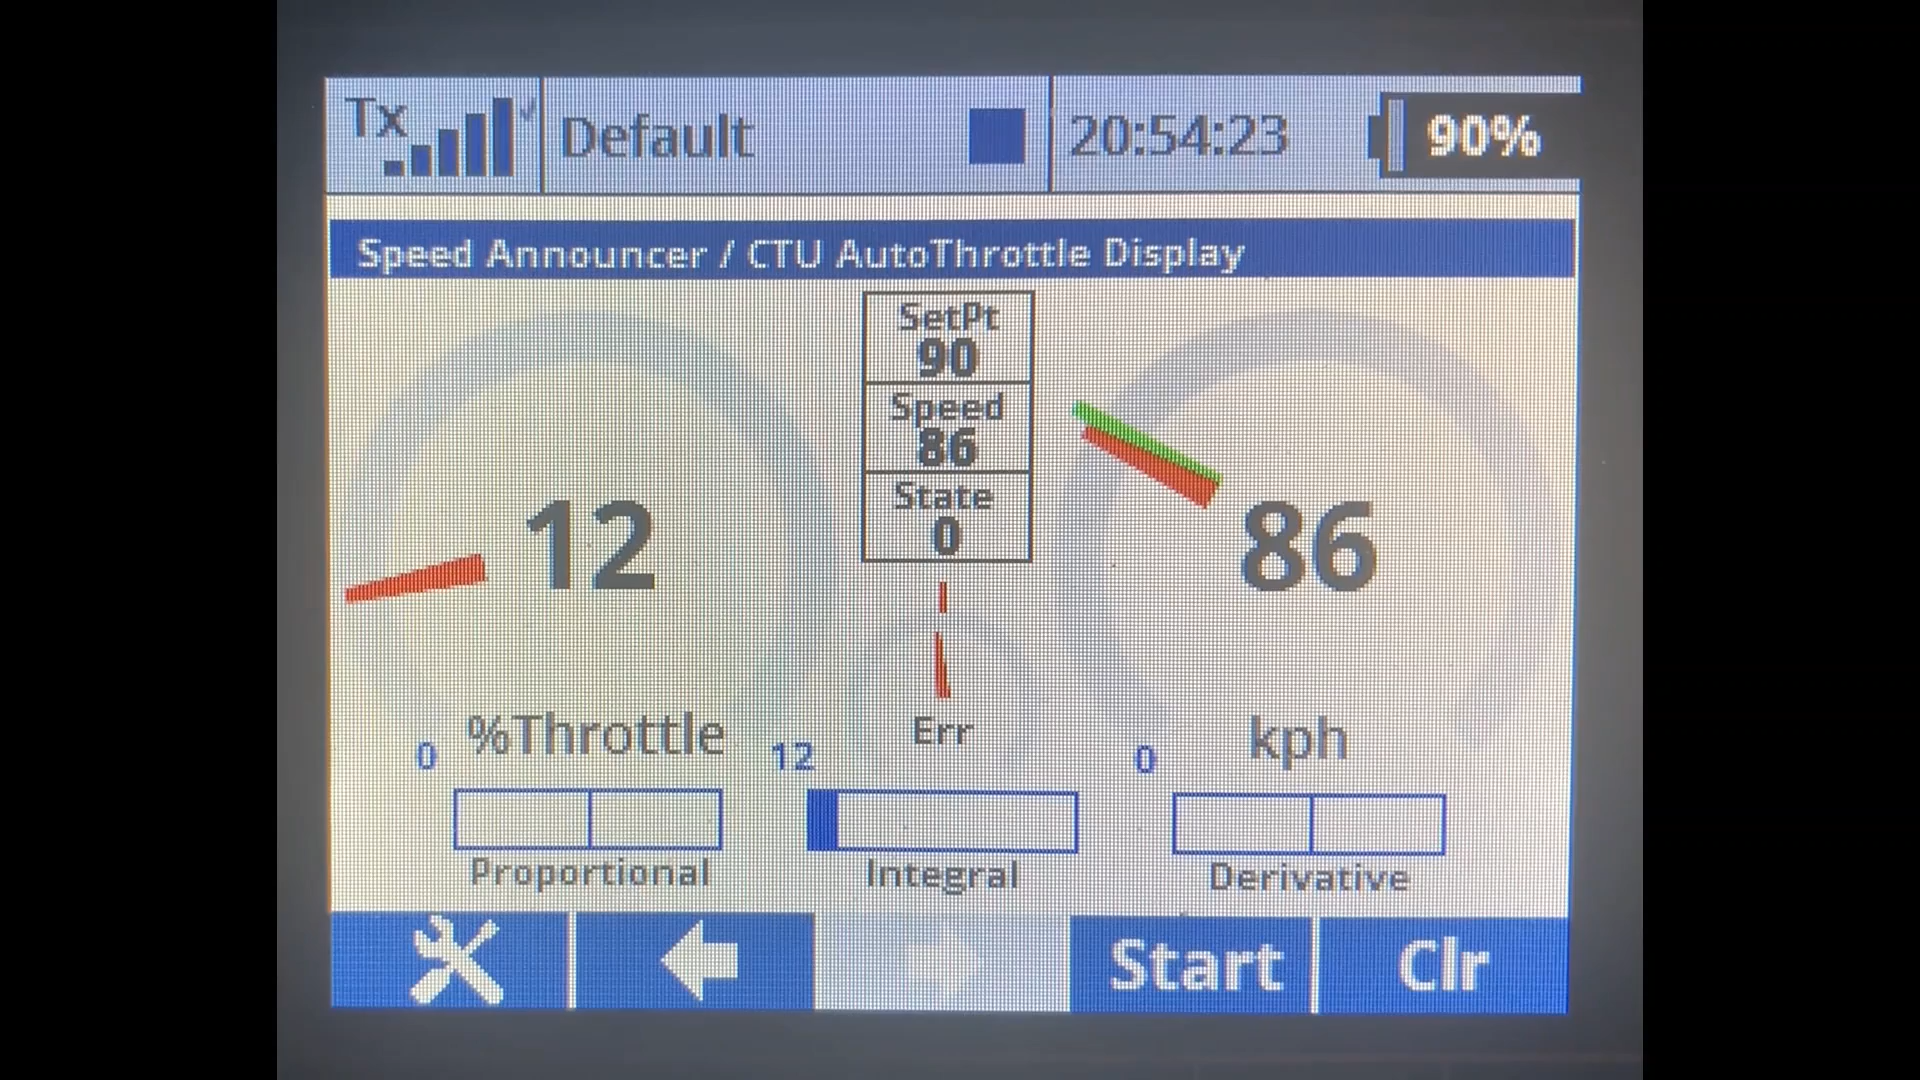 Tx Default 20:54:23 90%
Speed Announcer / CTU AutoThrottle Display
SetPt
90
Speed
86
State
0
12
86
Err
%Throttle
kph
0
12
0
Proportional
Integral
Derivative
Start
Clr